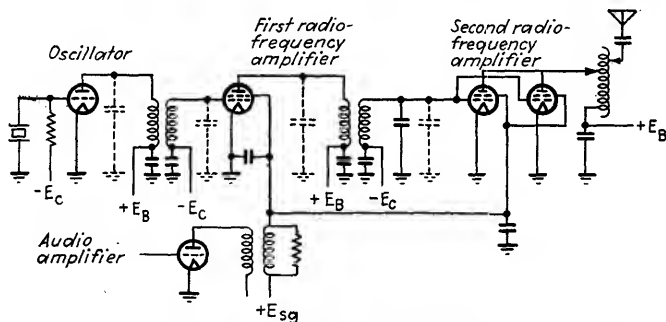 Oscillator
First radio-
frequency
amplifier
Second radio-
frequency
amplifier
-E_C
+E_B
-E_C
+E_B
-E_C
+E_B
Audio
amplifier
+E_sg